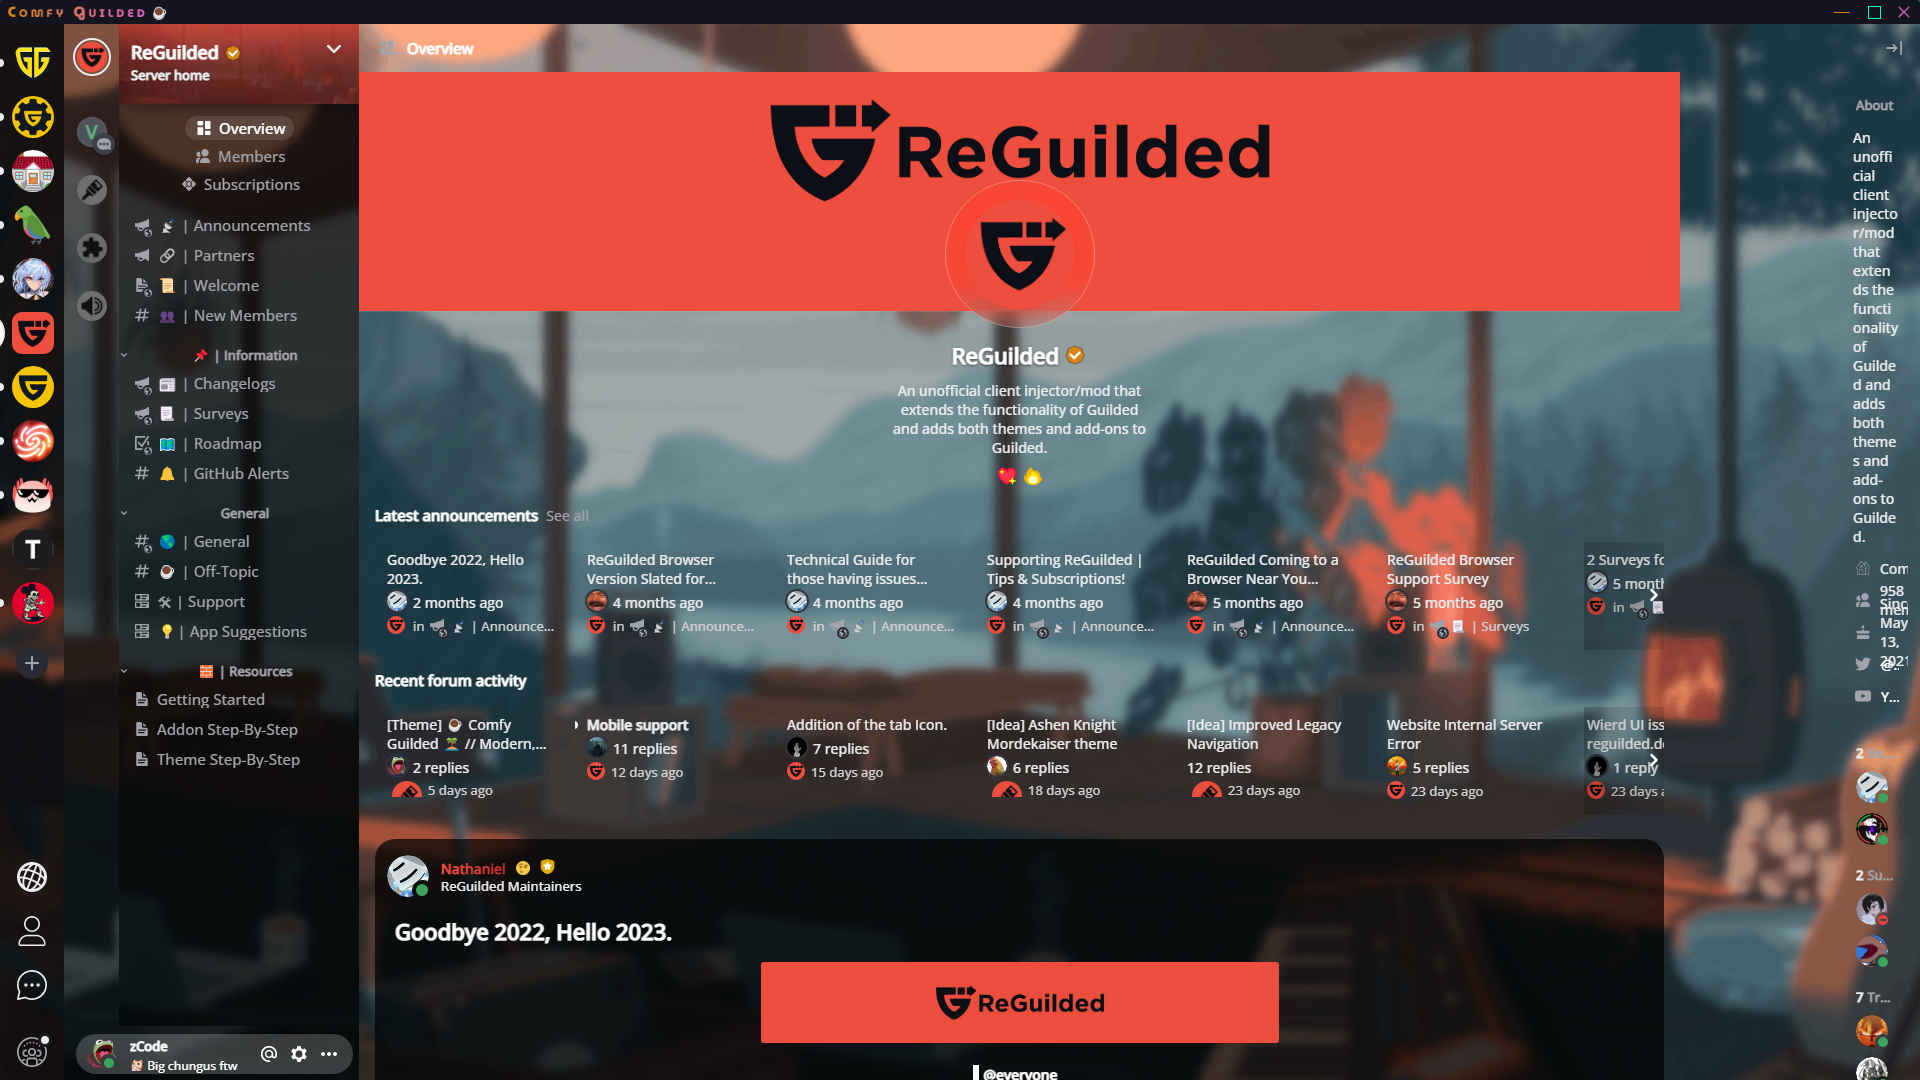 Comfy Guilded
ReGuilded
Server home
Overview
Members
Subscriptions
| Announcements
| Partners
| Welcome
| New Members
| Information
| Changelogs
| Surveys
| Roadmap
| GitHub Alerts
General
| General
| Off-Topic
| Support
| App Suggestions
| Resources
Getting Started
Addon Step-By-Step
Theme Step-By-Step
V
T
zCode
Big chungus ftw
Overview
ReGuilded
ReGuilded
An unofficial client injector/mod that
extends the functionality of Guilded
and adds both themes and add-ons to
Guilded.
Latest announcements See all
Goodbye 2022, Hello
2023.
2 months ago
in | Announce...
ReGuilded Browser
Version Slated for...
4 months ago
in | Announce...
Technical Guide for
those having issues...
4 months ago
in | Announce...
Supporting ReGuilded |
Tips & Subscriptions!
4 months ago
in | Announce...
ReGuilded Coming to a
Browser Near You...
5 months ago
in | Announce...
ReGuilded Browser
Support Survey
5 months ago
in | Surveys
2 Surveys fo
5 month
in
Recent forum activity
[Theme] Comfy
Guilded // Modern,...
2 replies
5 days ago
Mobile support
11 replies
12 days ago
Addition of the tab Icon.
7 replies
15 days ago
[Idea] Ashen Knight
Mordekaiser theme
6 replies
18 days ago
[Idea] Improved Legacy
Navigation
12 replies
23 days ago
Website Internal Server
Error
5 replies
23 days ago
Wierd UI iss
reguilded.de
1 reply
23 days a
Nathaniel
ReGuilded Maintainers
Goodbye 2022, Hello 2023.
ReGuilded
@everyone
About
An
unoffi
cial
client
injecto
r/mod
that
exten
ds the
functi
onality
of
Guilde
d and
adds
both
theme
s and
add-
ons to
Guilde
d.
Com
958
mem
Sinc
May
13,
2021
@..
Y...
2
2 Su...
7 Tr...